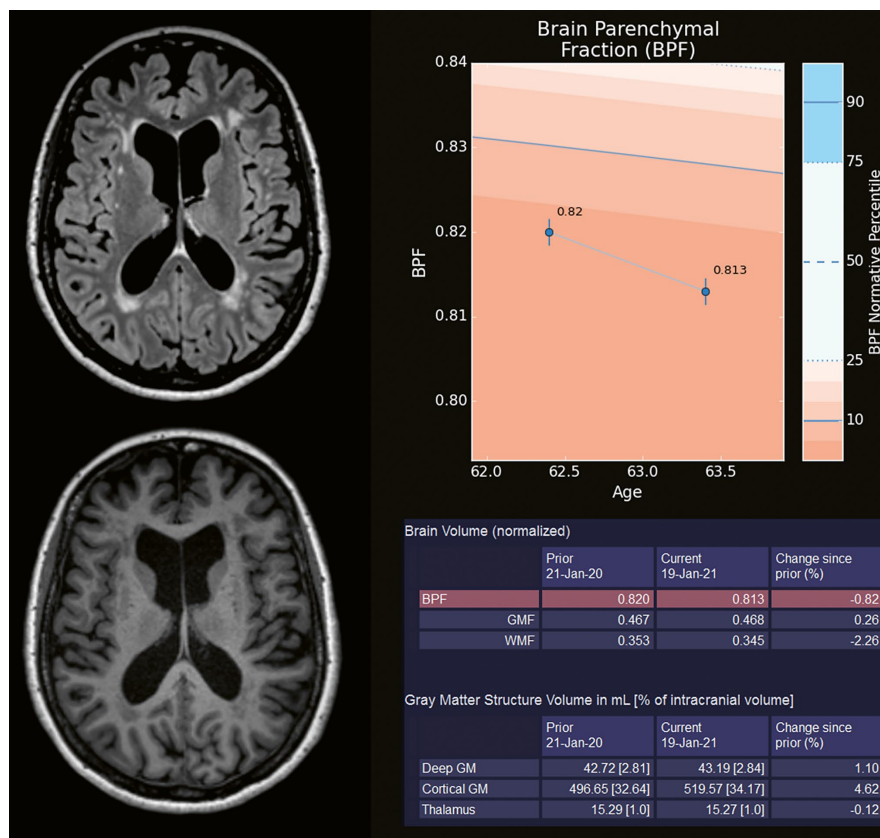 Brain Parenchymal
Fraction (BPF)
0.84
0.83
0.82
0.81
0.80
BPF
0.82
0.813
62.0 62.5 63.0 63.5
Age
90
75
50
25
10
BPF Normative Percentile
Brain Volume (normalized)
Prior Current Change since
21-Jan-20 19-Jan-21 prior (%)
BPF 0.820 0.813 -0.82
GMF 0.467 0.468 0.26
WMF 0.353 0.345 -2.26
Gray Matter Structure Volume in mL [% of intracranial volume]
Prior Current Change since
21-Jan-20 19-Jan-21 prior (%)
Deep GM 42.72 [2.81] 43.19 [2.84] 1.10
Cortical GM 496.65 [32.64] 519.57 [34.17] 4.62
Thalamus 15.29 [1.0] 15.27 [1.0] -0.12